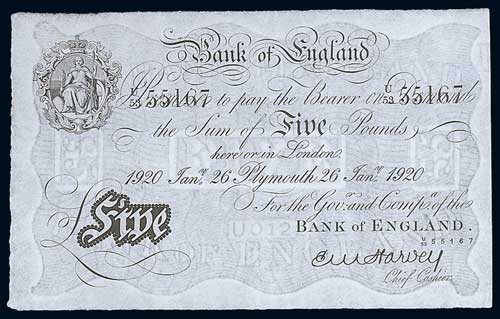 Bank of England
U/53 55167 U/53 55167
I Promise to pay the Bearer on Demand
the Sum of Five Pounds
here or in London.
1920 Janʸ. 26 Plymouth 26 Janʸ. 1920
For the Govʳ. and Compᵃ. of the
BANK OF ENGLAND.
U/53 55167
£ Five
E M Harvey
Chief Cashier